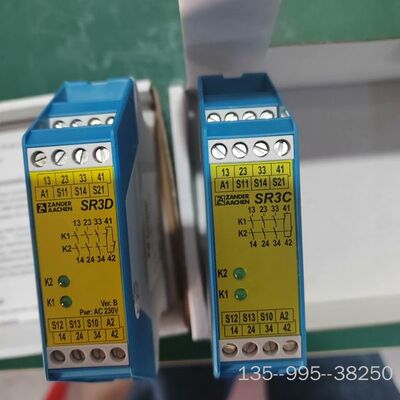 13 23 33 41
A1 S11 S14 S21
ZANDER
AACHEN
SR3D
13 23 33 41
K1
K2
14 24 34 42
K2
K1
Ver. B
Pwr: AC 230V
S12 S13 S10 A2
14 24 34 42
13 23 33 41
A1 S11 S14 S21
ZANDER
AACHEN
SR3C
13 23 33 41
K1
K2
14 24 34 42
K2
K1
S12 S13 S10 A2
14 24 34 42
135--995--38250